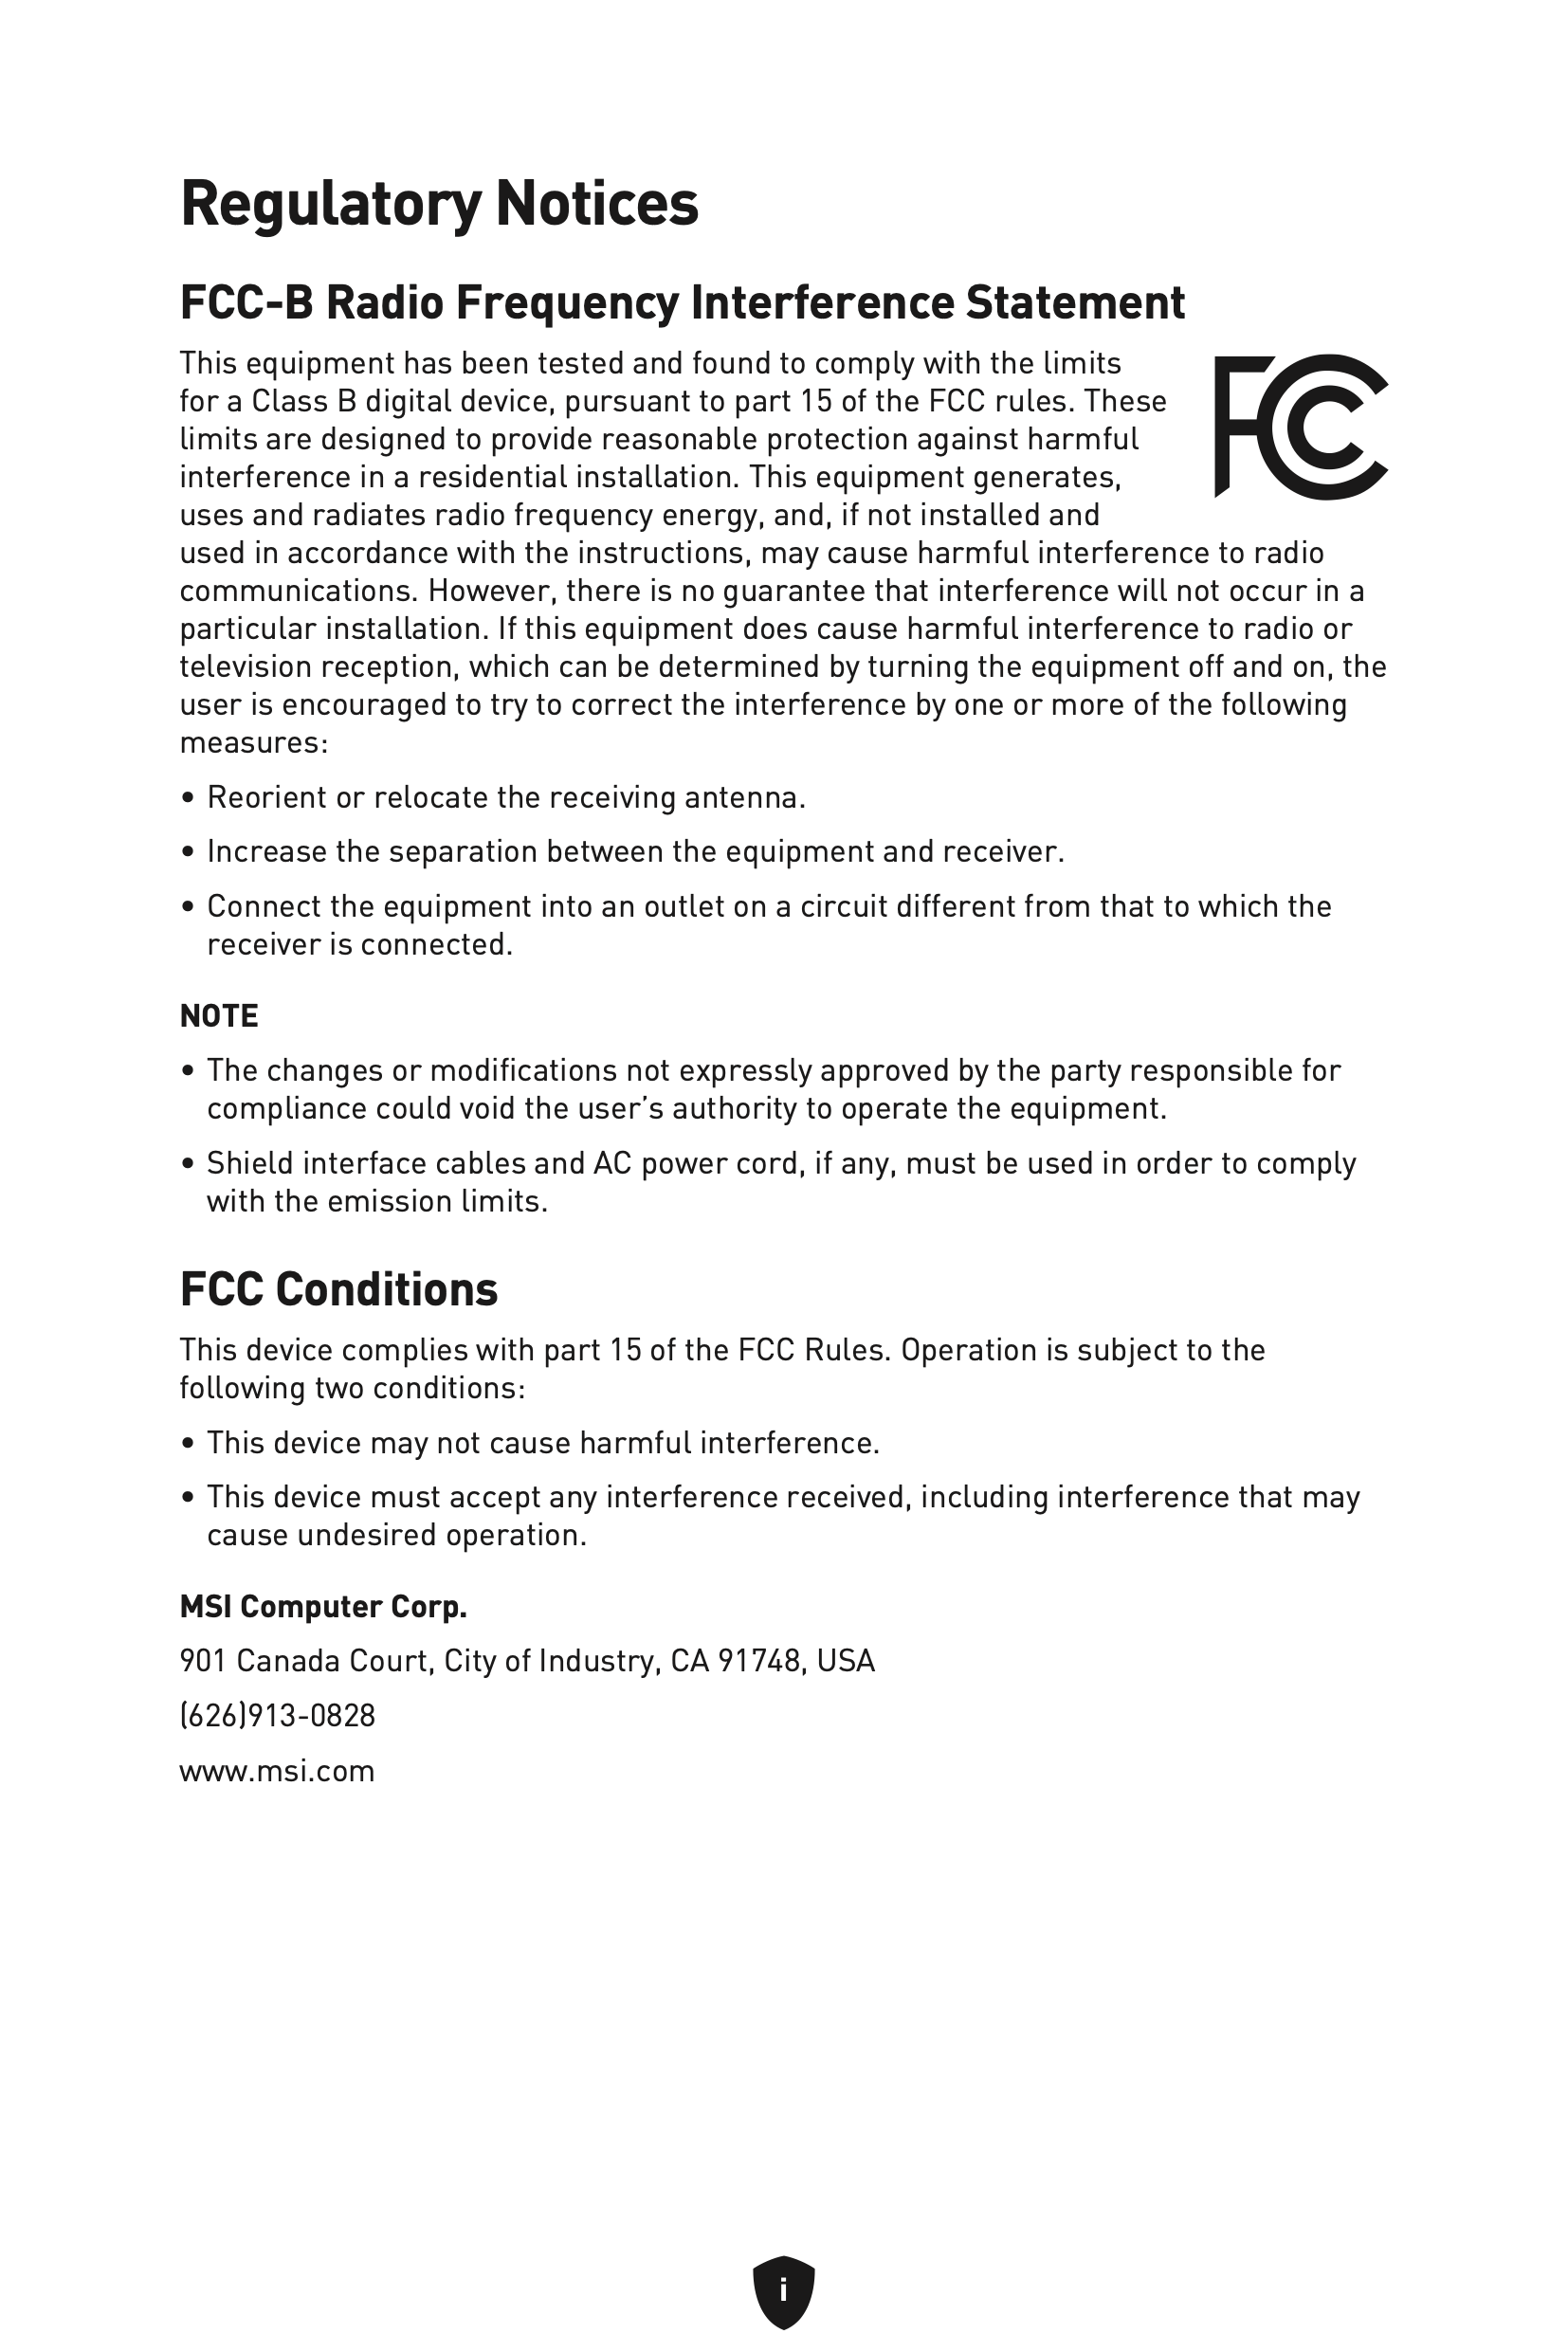 Regulatory Notices
FCC-B Radio Frequency Interference Statement
This equipment has been tested and found to comply with the limits
for a Class B digital device, pursuant to part 15 of the FCC rules. These
limits are designed to provide reasonable protection against harmful
interference in a residential installation. This equipment generates,
uses and radiates radio frequency energy, and, if not installed and
used in accordance with the instructions, may cause harmful interference to radio
communications. However, there is no guarantee that interference will not occur in a
particular installation. If this equipment does cause harmful interference to radio or
television reception, which can be determined by turning the equipment off and on, the
user is encouraged to try to correct the interference by one or more of the following
measures:
FCC
• Reorient or relocate the receiving antenna.
• Increase the separation between the equipment and receiver.
• Connect the equipment into an outlet on a circuit different from that to which the
receiver is connected.
NOTE
• The changes or modifications not expressly approved by the party responsible for
compliance could void the user’s authority to operate the equipment.
• Shield interface cables and AC power cord, if any, must be used in order to comply
with the emission limits.
FCC Conditions
This device complies with part 15 of the FCC Rules. Operation is subject to the
following two conditions:
• This device may not cause harmful interference.
• This device must accept any interference received, including interference that may
cause undesired operation.
MSI Computer Corp.
901 Canada Court, City of Industry, CA 91748, USA
(626)913-0828
www.msi.com
i